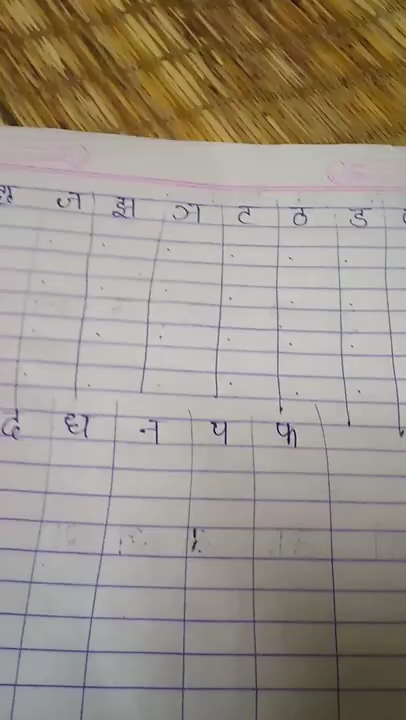 ज झ ञ ट ठ ड
द ध न प फ